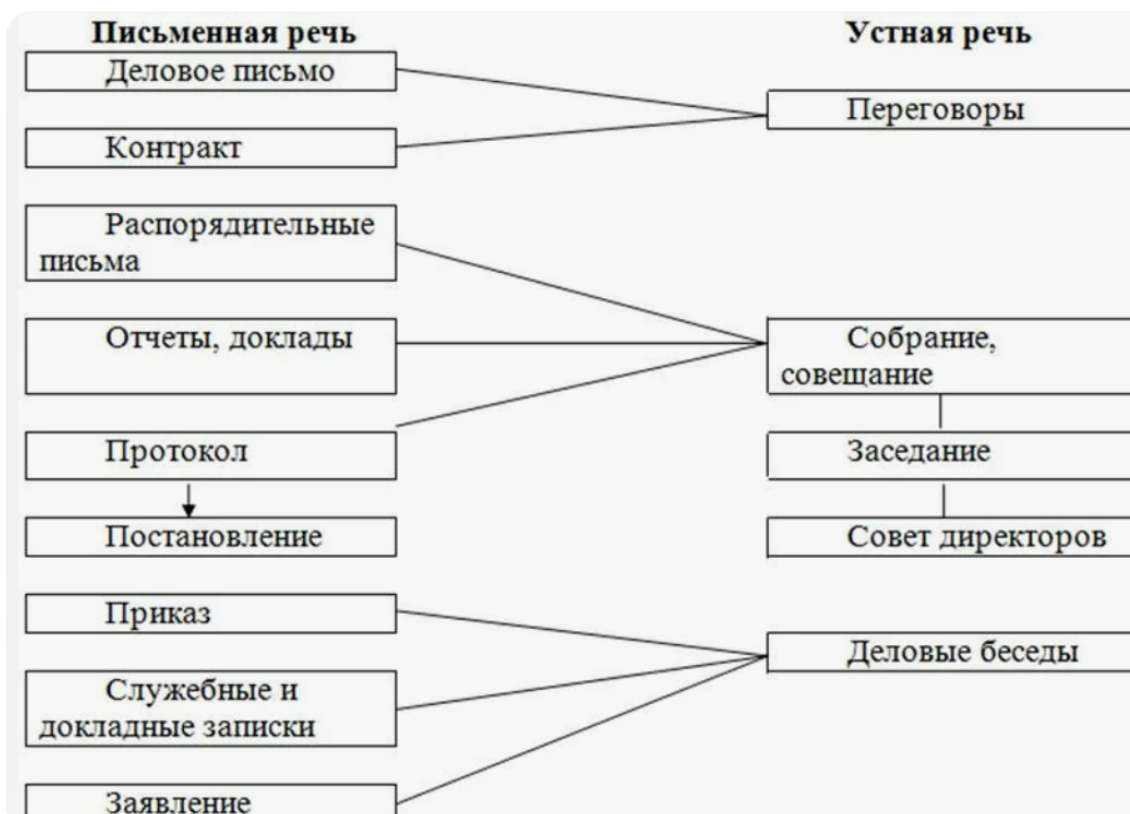 Письменная речь
Устная речь
Деловое письмо
Переговоры
Контракт
Распорядительные
письма
Отчеты, доклады
Собрание,
совещание
Протокол
Заседание
Постановление
Совет директоров
Приказ
Деловые беседы
Служебные и
докладные записки
Заявление